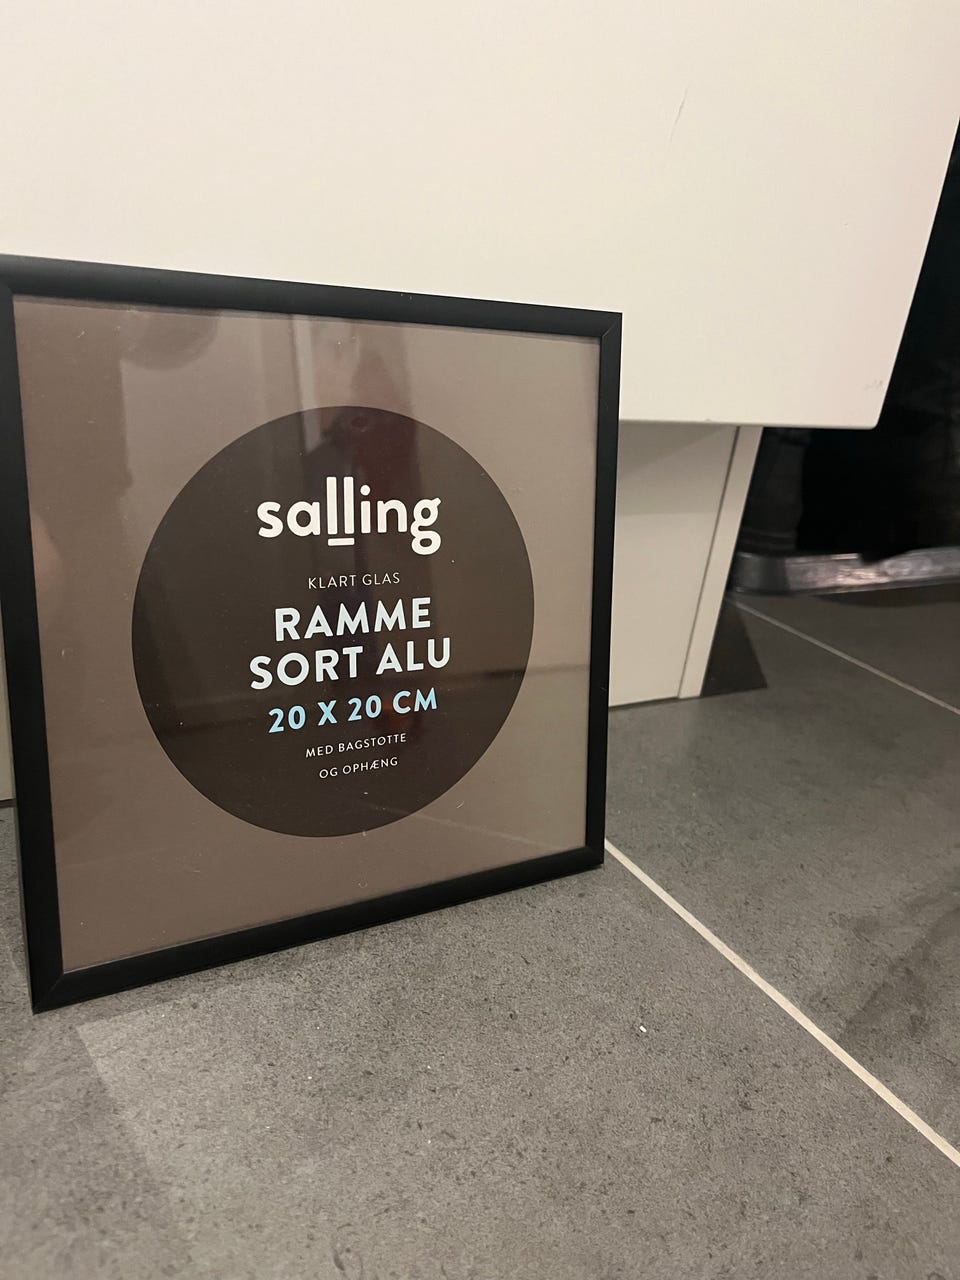 salling
KLART GLAS
RAMME
SORT ALU
20 X 20 CM
MED BAGSTØTTE
OG OPHÆNG